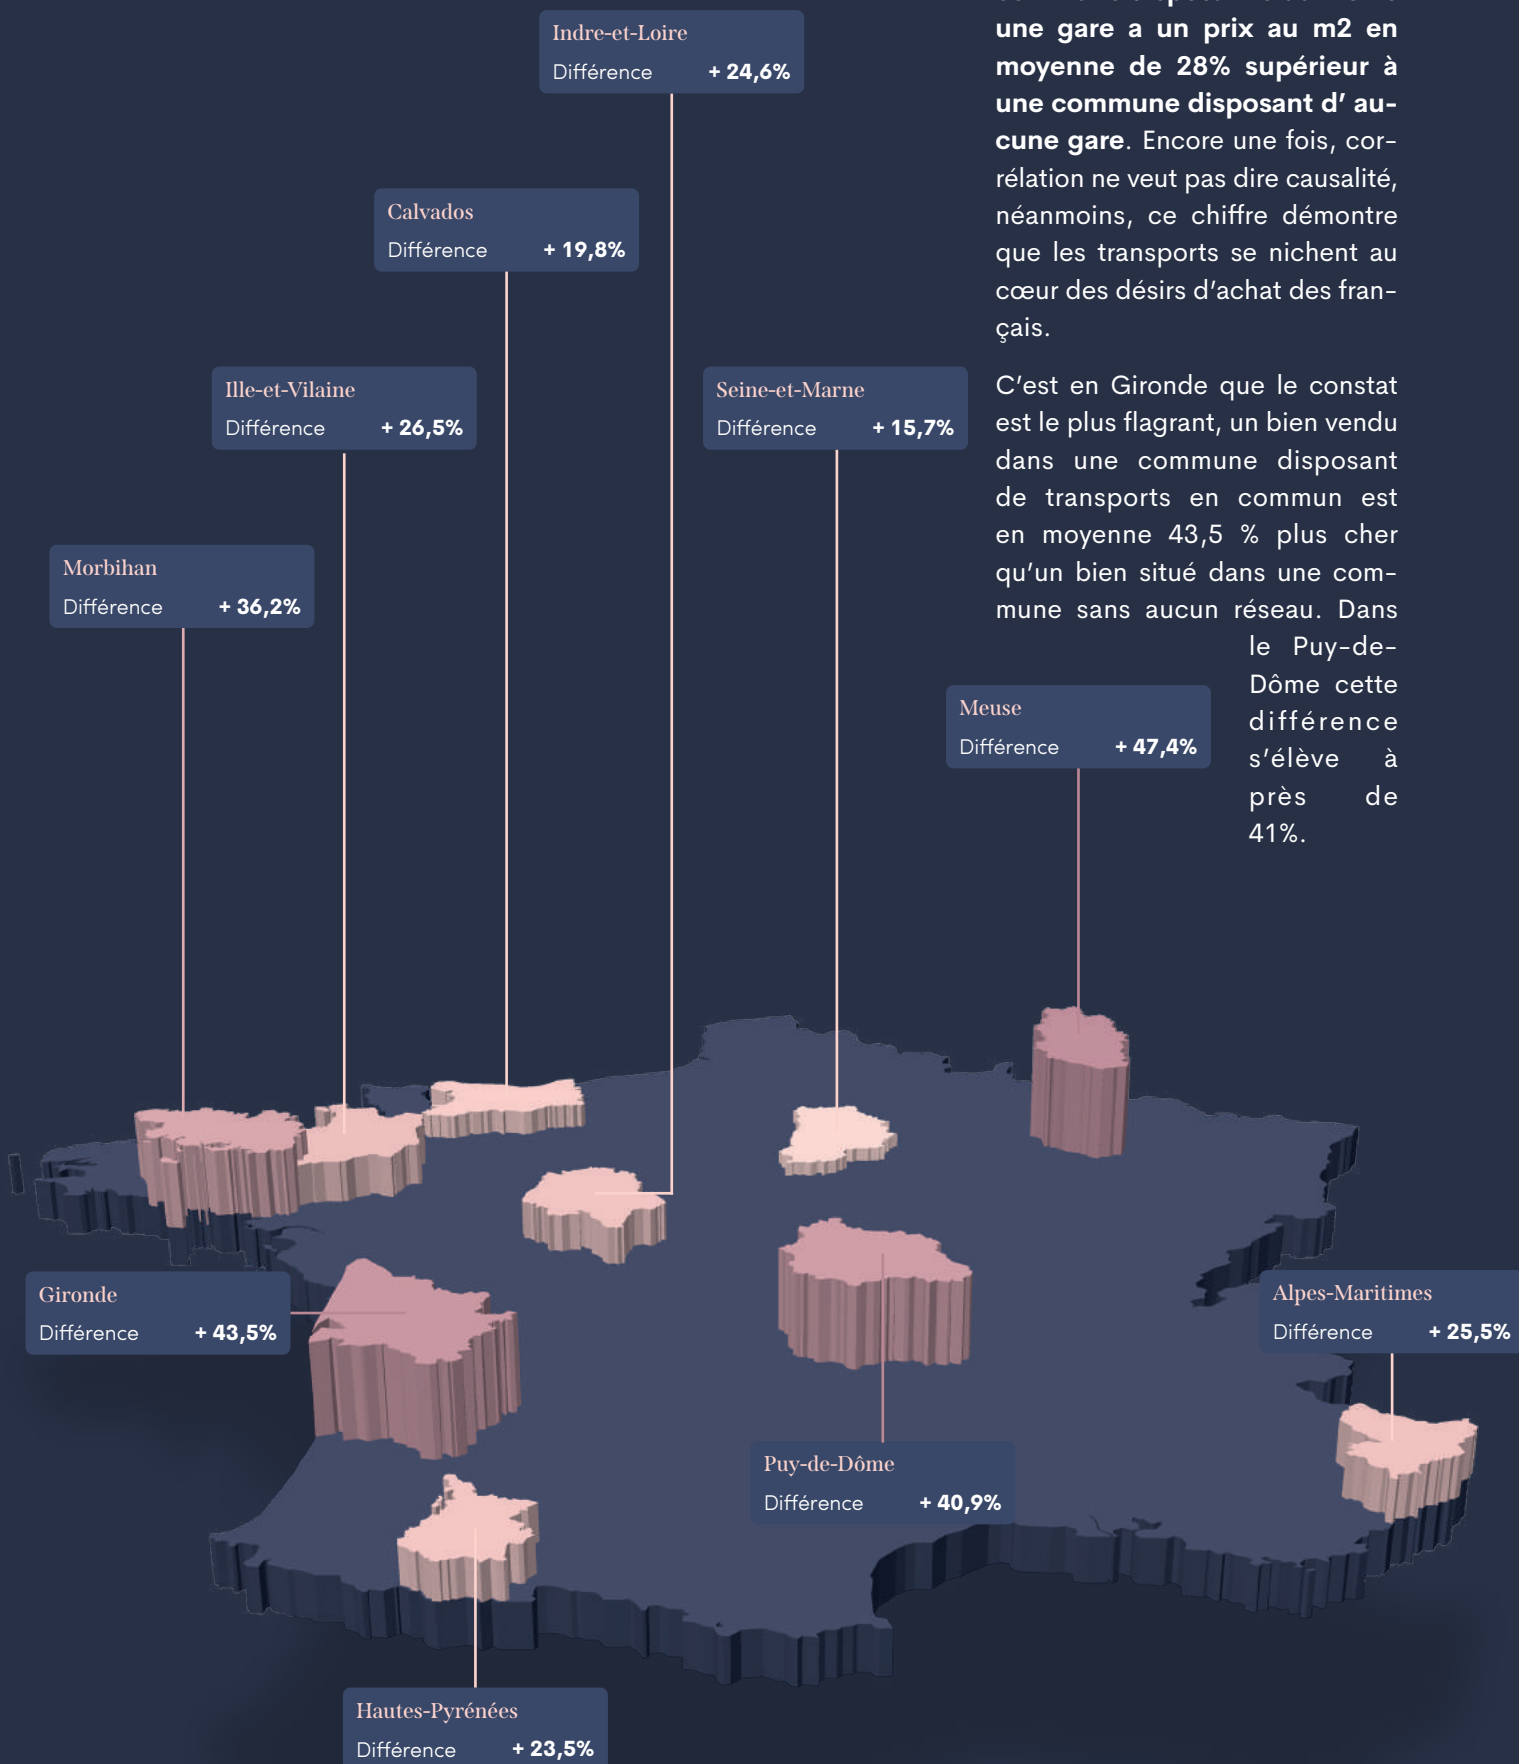 une gare a un prix au m2 en
moyenne de 28% supérieur à
une commune disposant d’ au-
cune gare. Encore une fois, cor-
rélation ne veut pas dire causalité,
néanmoins, ce chiffre démontre
que les transports se nichent au
cœur des désirs d’achat des fran-
çais.
C’est en Gironde que le constat
est le plus flagrant, un bien vendu
dans une commune disposant
de transports en commun est
en moyenne 43,5 % plus cher
qu’un bien situé dans une com-
mune sans aucun réseau. Dans
le Puy-de-
Dôme cette
différence
s’élève à
près de
41%.
Indre-et-Loire
Différence + 24,6%
Calvados
Différence + 19,8%
Ille-et-Vilaine
Différence + 26,5%
Seine-et-Marne
Différence + 15,7%
Morbihan
Différence + 36,2%
Meuse
Différence + 47,4%
Gironde
Différence + 43,5%
Alpes-Maritimes
Différence + 25,5%
Puy-de-Dôme
Différence + 40,9%
Hautes-Pyrénées
Différence + 23,5%